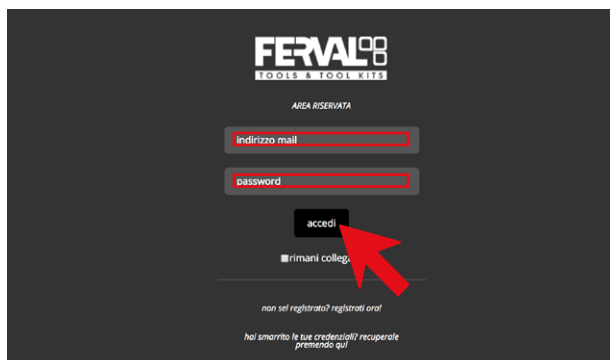 FERVAL
TOOLS & TOOL KITS
AREA RISERVATA
indirizzo mail
password
accedi
rimani colleg
non sei registrato? registrati ora!
hai smarrito le tue credenziali? recuperale
premendo qui